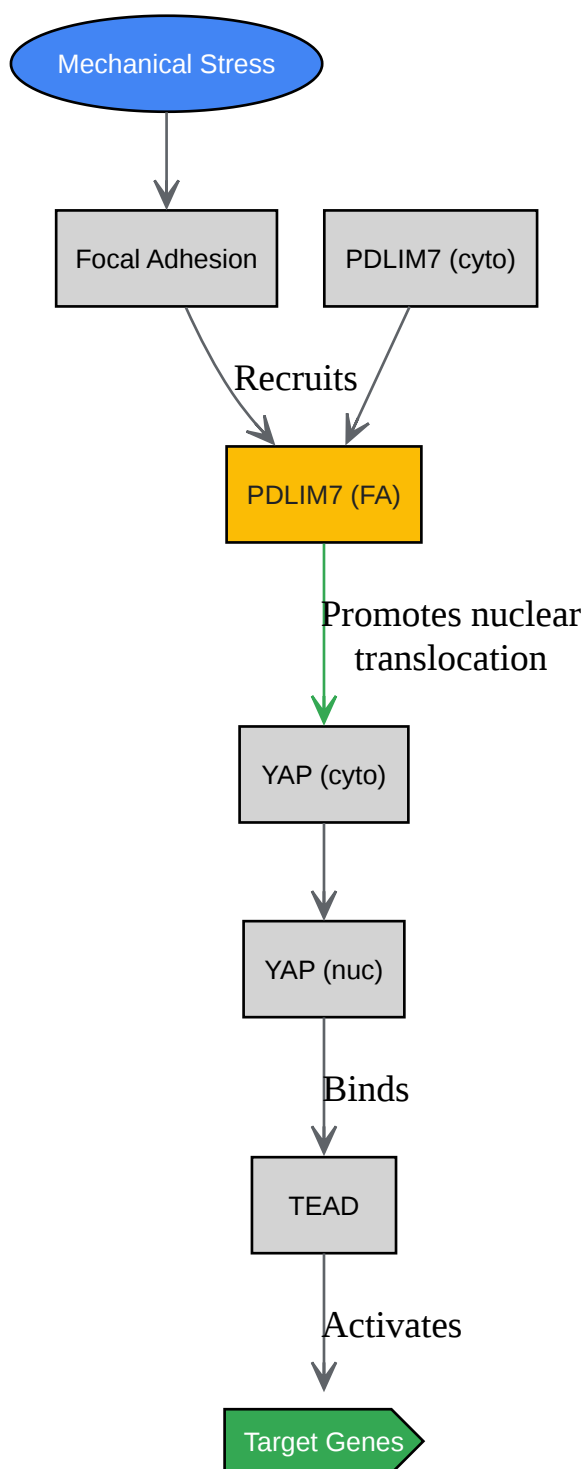 Mechanical Stress
Focal Adhesion
PDLIM7 (cyto)
Recruits
PDLIM7 (FA)
Promotes nuclear
translocation
YAP (cyto)
YAP (nuc)
Binds
TEAD
Activates
Target Genes